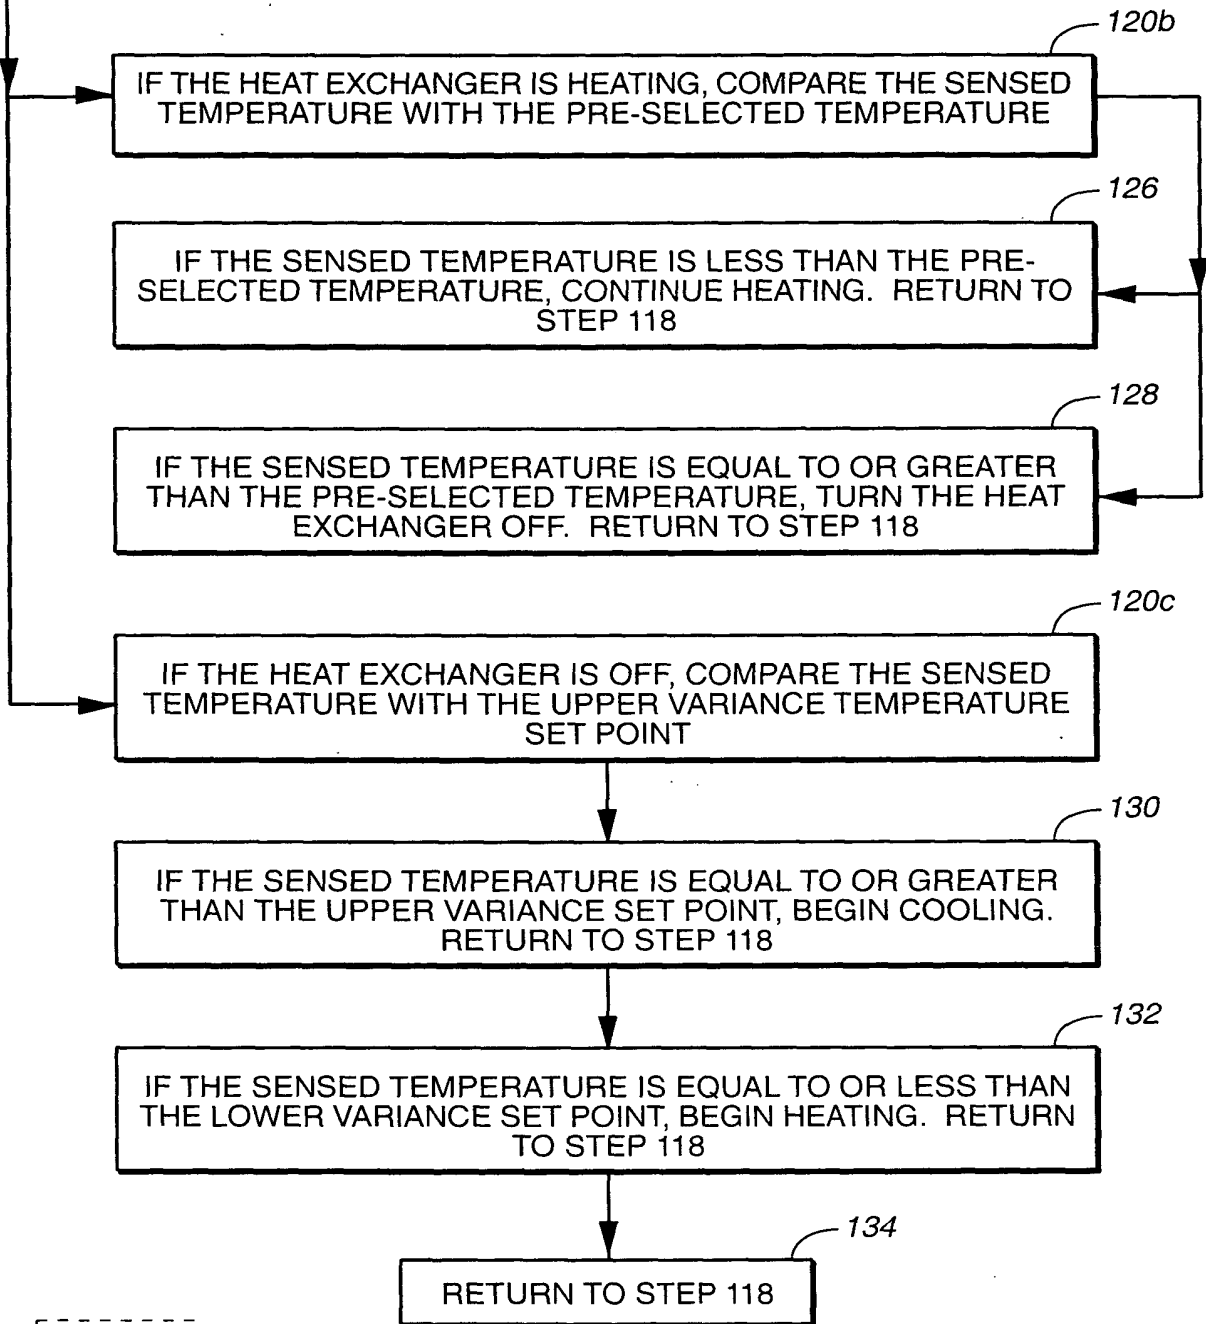 120b
IF THE HEAT EXCHANGER IS HEATING, COMPARE THE SENSED
TEMPERATURE WITH THE PRE-SELECTED TEMPERATURE
126
IF THE SENSED TEMPERATURE IS LESS THAN THE PRE-
SELECTED TEMPERATURE, CONTINUE HEATING. RETURN TO
STEP 118
128
IF THE SENSED TEMPERATURE IS EQUAL TO OR GREATER
THAN THE PRE-SELECTED TEMPERATURE, TURN THE HEAT
EXCHANGER OFF. RETURN TO STEP 118
120c
IF THE HEAT EXCHANGER IS OFF, COMPARE THE SENSED
TEMPERATURE WITH THE UPPER VARIANCE TEMPERATURE
SET POINT
130
IF THE SENSED TEMPERATURE IS EQUAL TO OR GREATER
THAN THE UPPER VARIANCE SET POINT, BEGIN COOLING.
RETURN TO STEP 118
132
IF THE SENSED TEMPERATURE IS EQUAL TO OR LESS THAN
THE LOWER VARIANCE SET POINT, BEGIN HEATING. RETURN
TO STEP 118
134
RETURN TO STEP 118